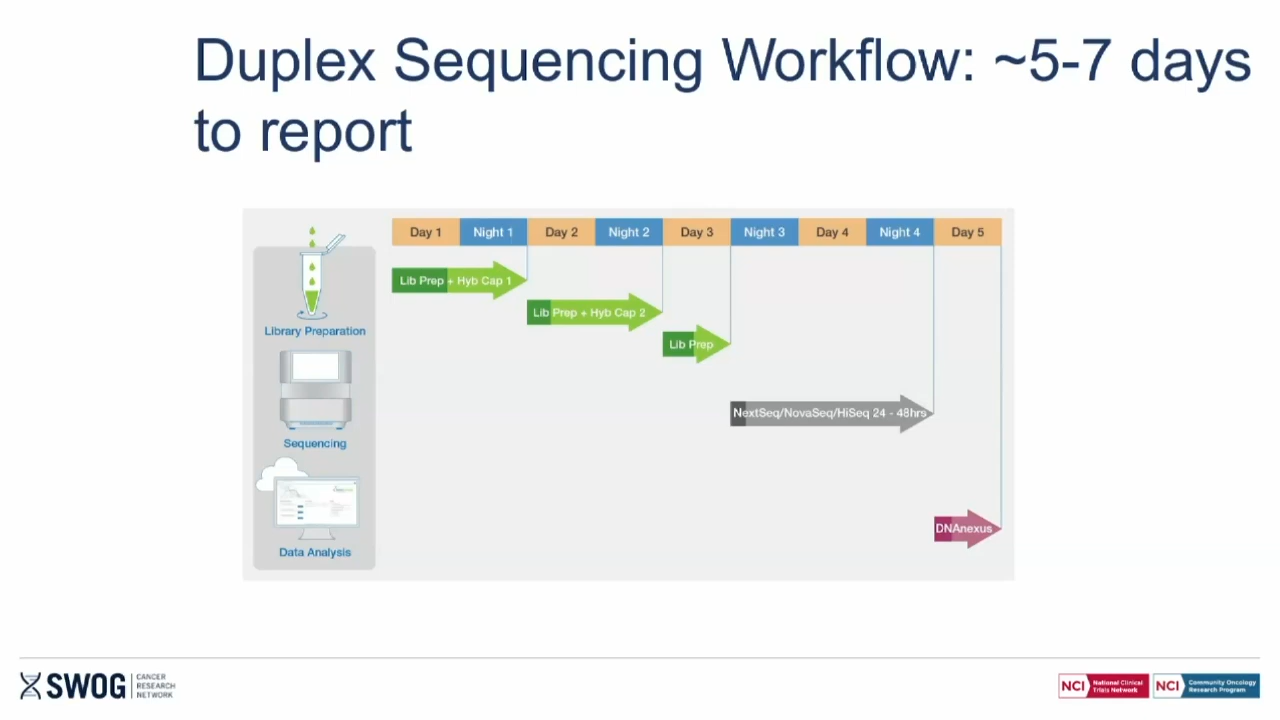 Duplex Sequencing Workflow: ~5-7 days
to report
Day 1 Night 1 Day 2 Night 2 Day 3 Night 3 Day 4 Night 4 Day 5
Lib Prep + Hyb Cap 1
Lib Prep + Hyb Cap 2
Library Preparation
Lib Prep
NextSeq/NovaSeq/HiSeq 24 - 48hrs
Sequencing
DNAnexus
Data Analysis
SWOG
CANCER
RESEARCH
NETWORK
NCI
National Clinical
Trials Network
NCI
Community Oncology
Research Program